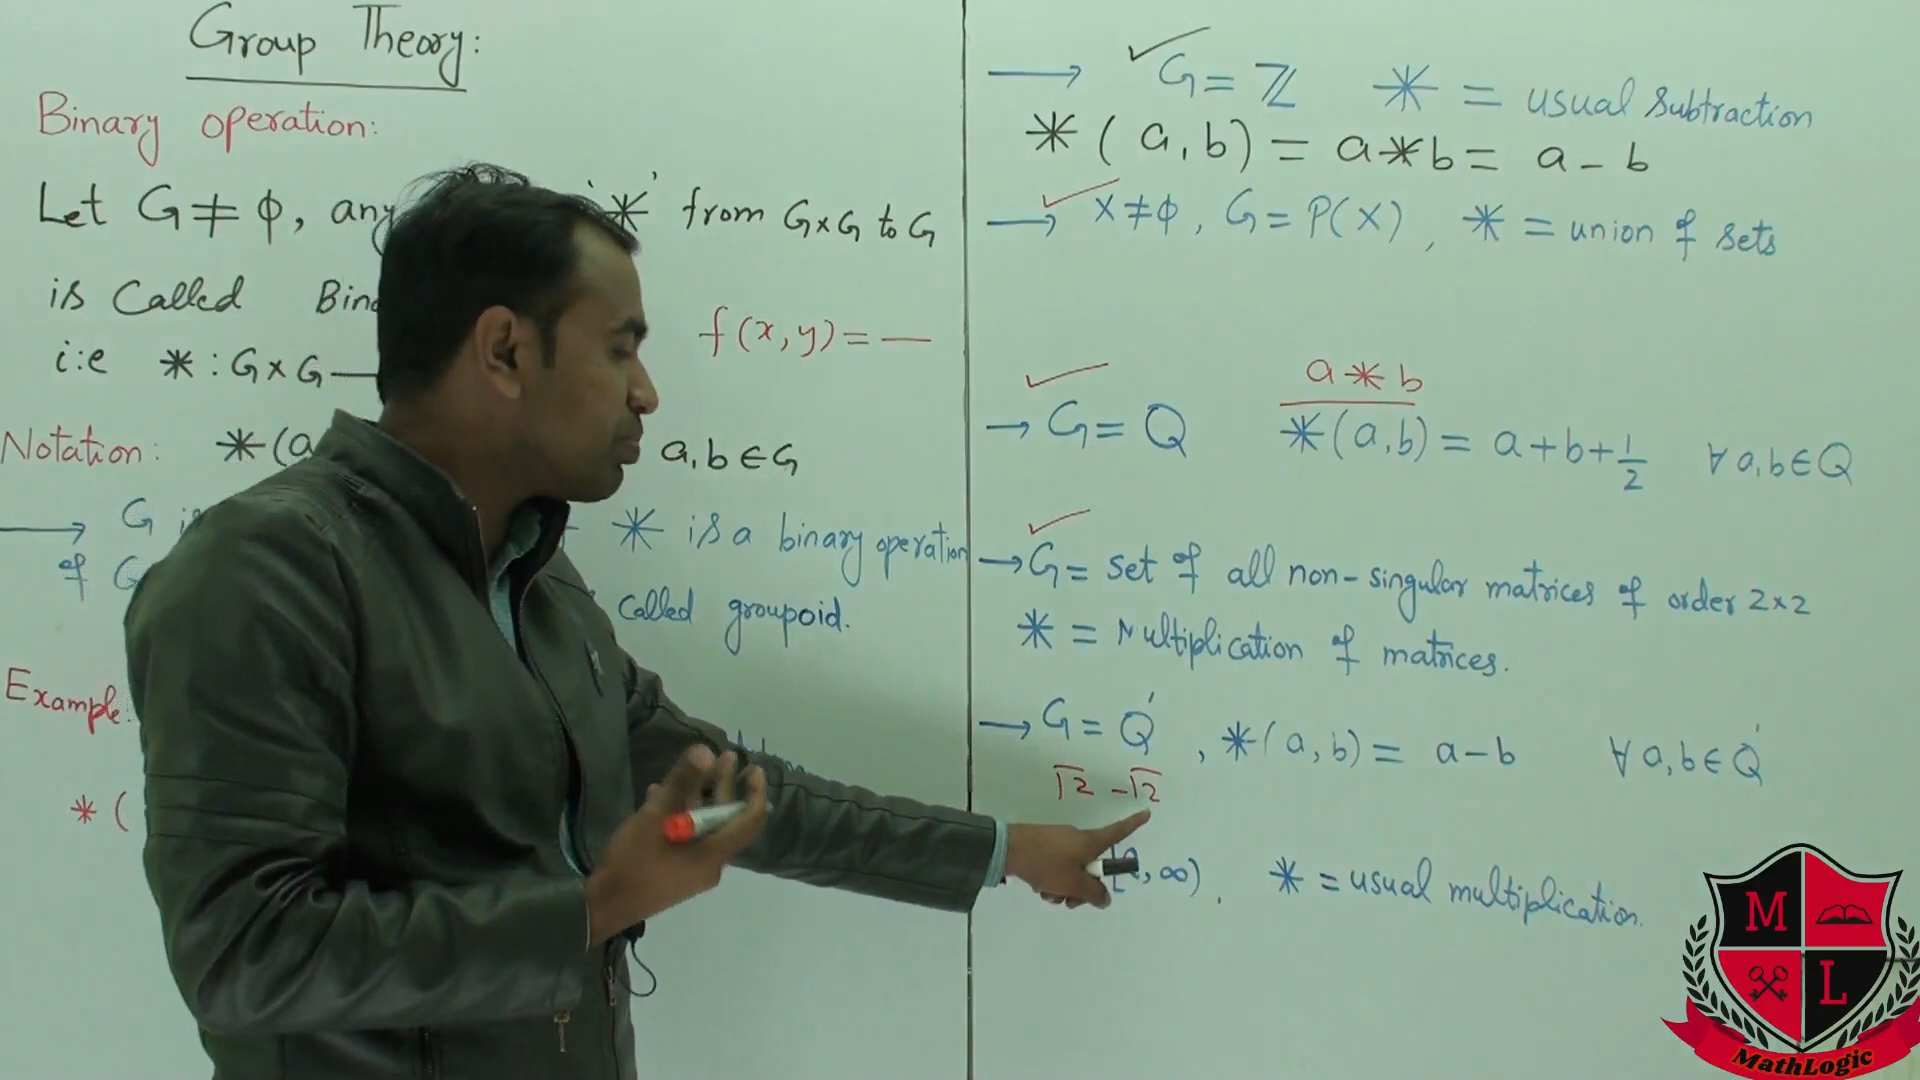 Group Theory:
Binary operation:
Let G ≠ ϕ, any '*' from G×G to G
is Called
i:e * : G×G
f(x,y) = —
Notation: *(a a,b ∈ G
→ G * is a binary operation
of G called groupoid.
Example:
* (
→ ✓ G = ℤ * = usual subtraction
*(a,b) = a*b = a - b
→ ✓ X ≠ ϕ, G = P(X), * = union of sets
a * b
✓ → G = Q *(a,b) = a+b+1/2 ∀ a,b ∈ Q
✓ → G = set of all non-singular matrices of order 2×2
* = Multiplication of matrices.
→ G = Q', *(a,b) = a-b ∀ a,b ∈ Q'
√2 - √2
, ∞), * = usual multiplication.
M
L
MathLogic